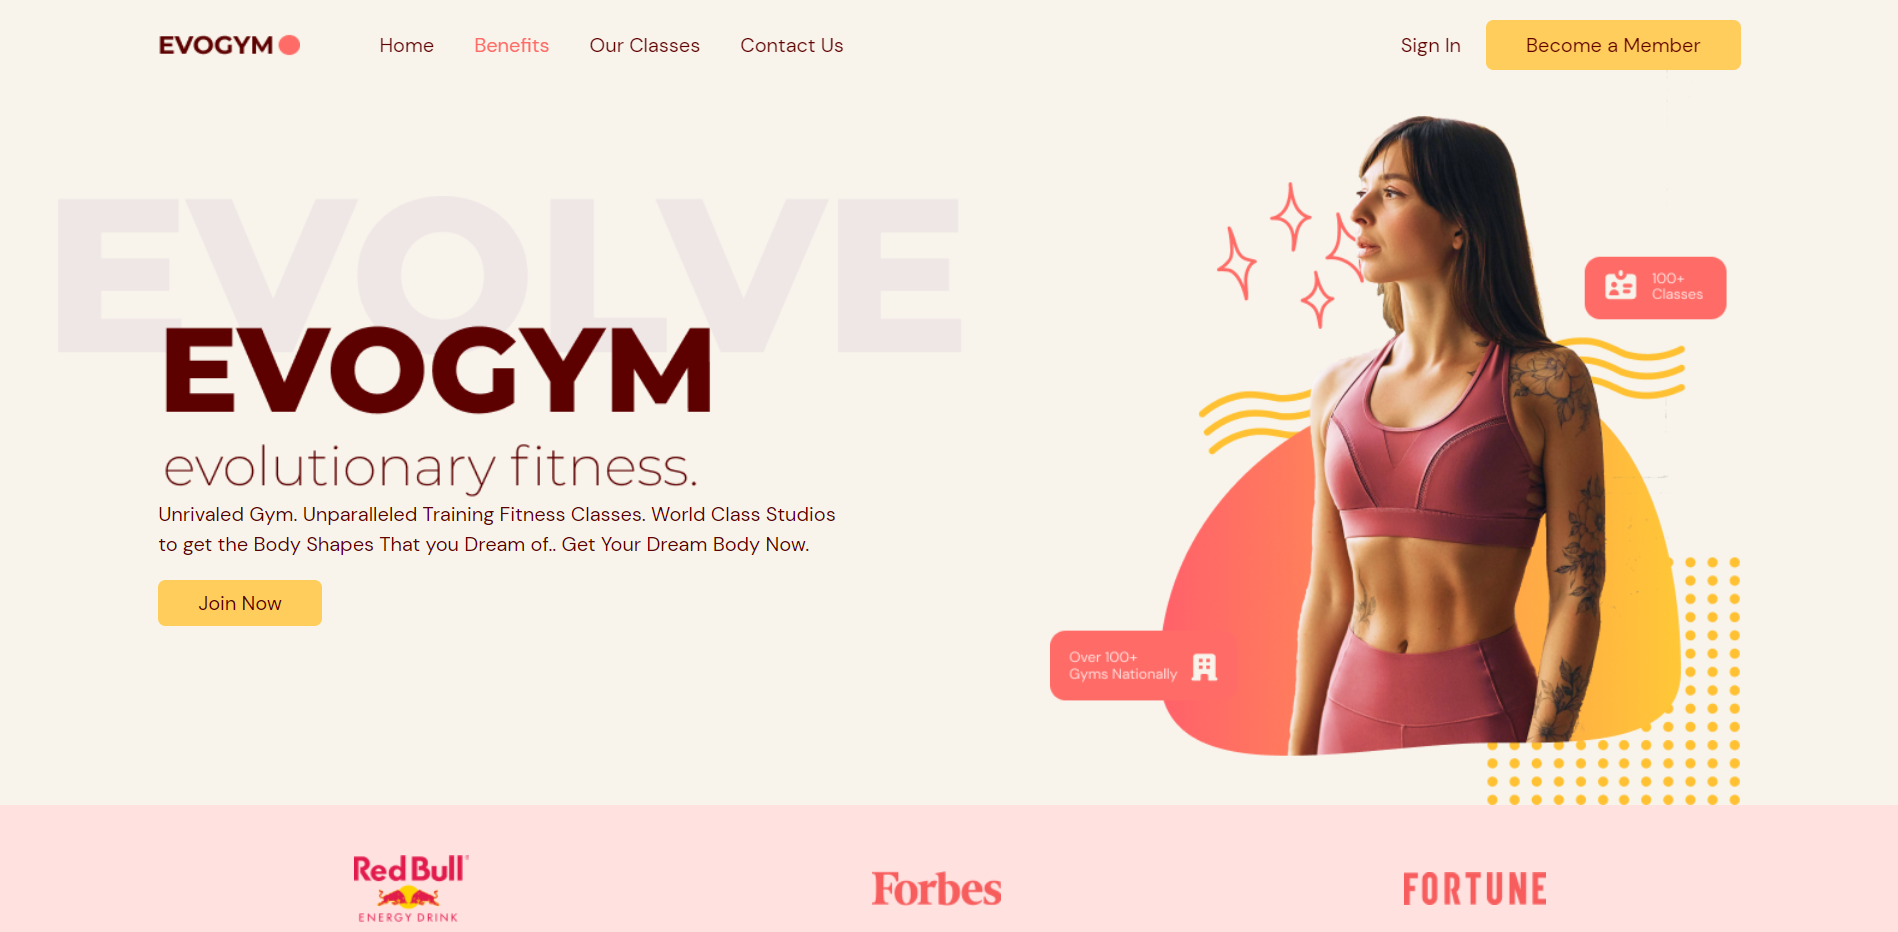 EVOGYM
Home
Benefits
Our Classes
Contact Us
Sign In
Become a Member
EVOLVE
EVOGYM
evolutionary fitness.
Unrivaled Gym. Unparalleled Training Fitness Classes. World Class Studios
to get the Body Shapes That you Dream of.. Get Your Dream Body Now.
Join Now
100+
Classes
Over 100+
Gyms Nationally
Red Bull
ENERGY DRINK
Forbes
FORTUNE